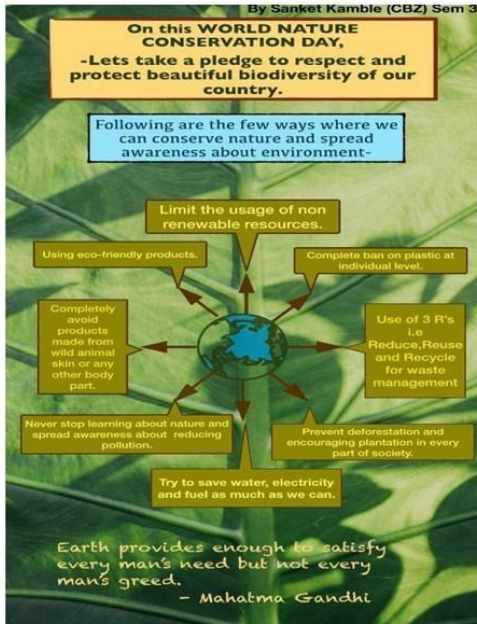 By Sanket Kamble (CBZ) Sem 3
On this WORLD NATURE
CONSERVATION DAY,
-Lets take a pledge to respect and
protect beautiful biodiversity of our
country.
Following are the few ways where we
can conserve nature and spread
awareness about environment-
Limit the usage of non
renewable resources.
Using eco-friendly products.
Complete ban on plastic at
individual level.
Completely
avoid
products
made from
wild animal
skin or any
other body
part.
Use of 3 R's
i.e
Reduce,Reuse
and Recycle
for waste
management
Never stop learning about nature and
spread awareness about reducing
pollution.
Prevent deforestation and
encouraging plantation in every
part of society.
Try to save water, electricity
and fuel as much as we can.
Earth provides enough to satisfy
every man's need but not every
man's greed.
- Mahatma Gandhi